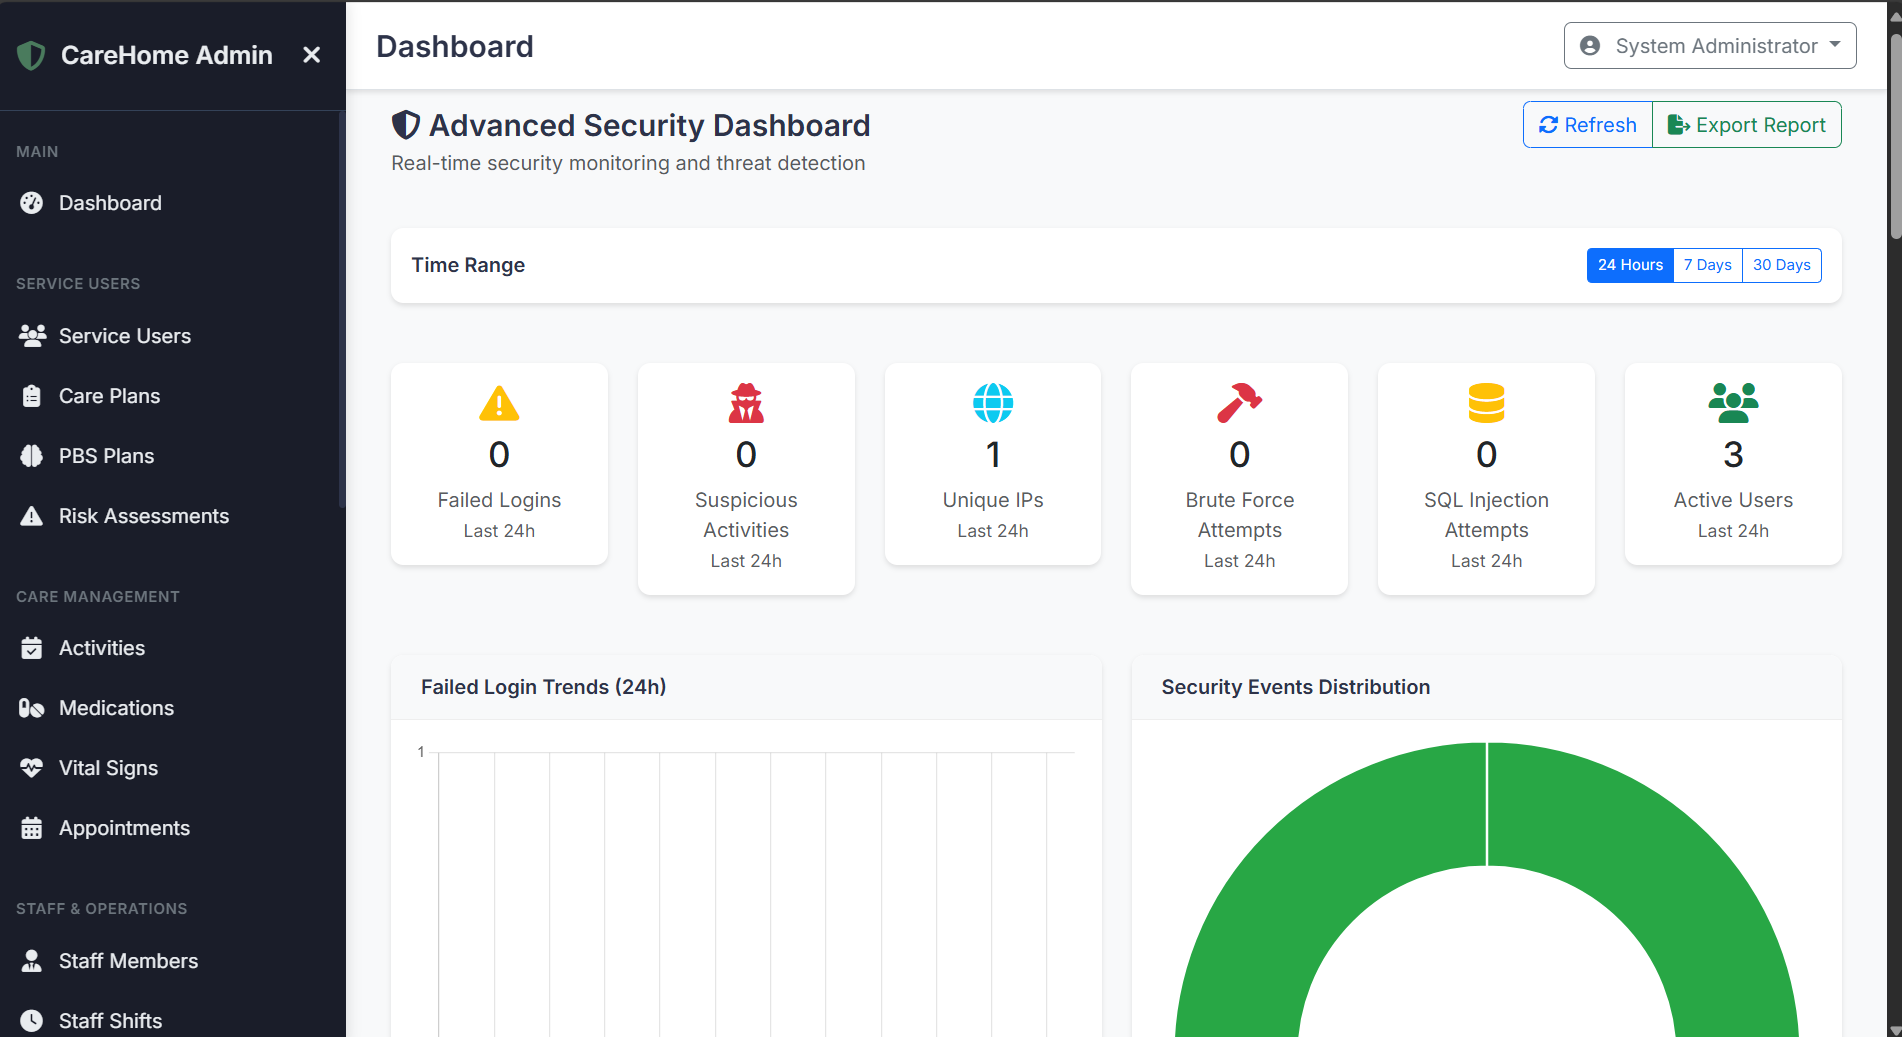 CareHome Admin
MAIN
Dashboard
SERVICE USERS
Service Users
Care Plans
PBS Plans
Risk Assessments
CARE MANAGEMENT
Activities
Medications
Vital Signs
Appointments
STAFF & OPERATIONS
Staff Members
Staff Shifts
Dashboard
System Administrator
Advanced Security Dashboard
Real-time security monitoring and threat detection
Refresh
Export Report
Time Range
24 Hours
7 Days
30 Days
0
Failed Logins
Last 24h
0
Suspicious
Activities
Last 24h
1
Unique IPs
Last 24h
0
Brute Force
Attempts
Last 24h
0
SQL Injection
Attempts
Last 24h
3
Active Users
Last 24h
Failed Login Trends (24h)
1
Security Events Distribution